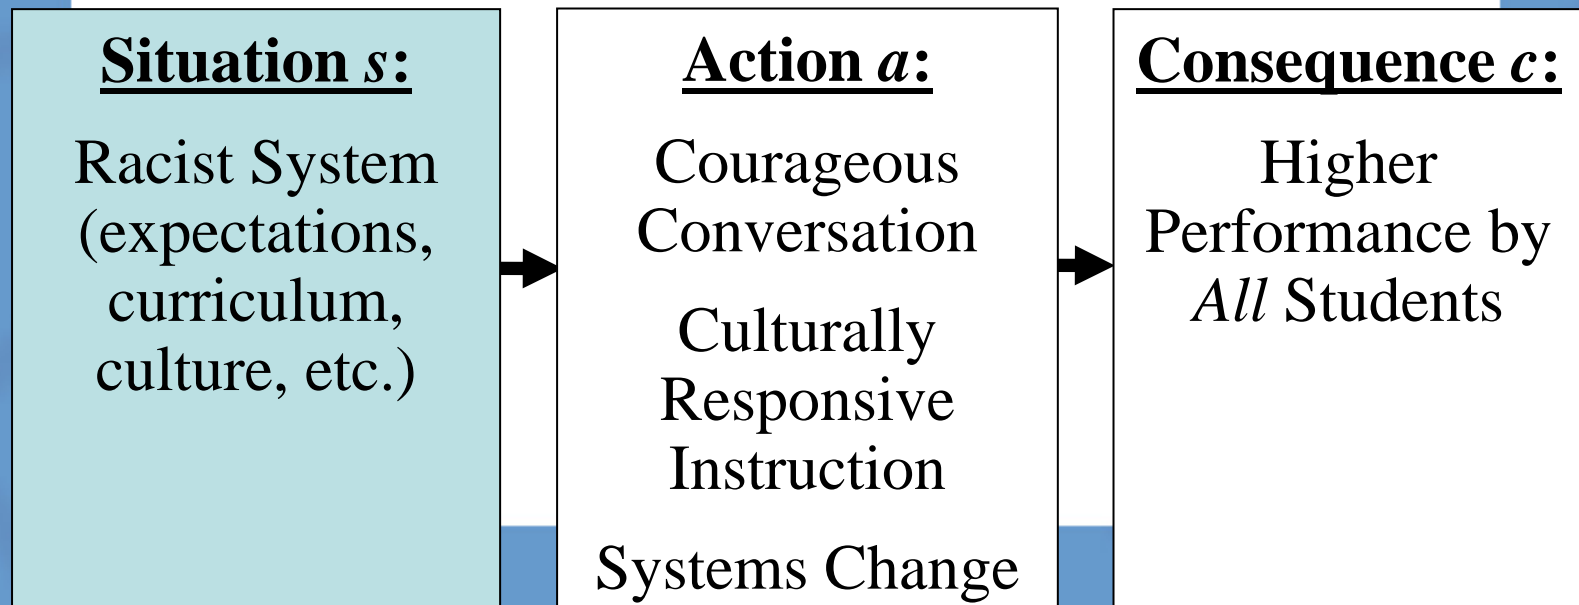 Situation s:
Racist System
(expectations,
curriculum,
culture, etc.)
Action a:
Courageous
Conversation
Culturally
Responsive
Instruction
Systems Change
Consequence c:
Higher
Performance by
All Students